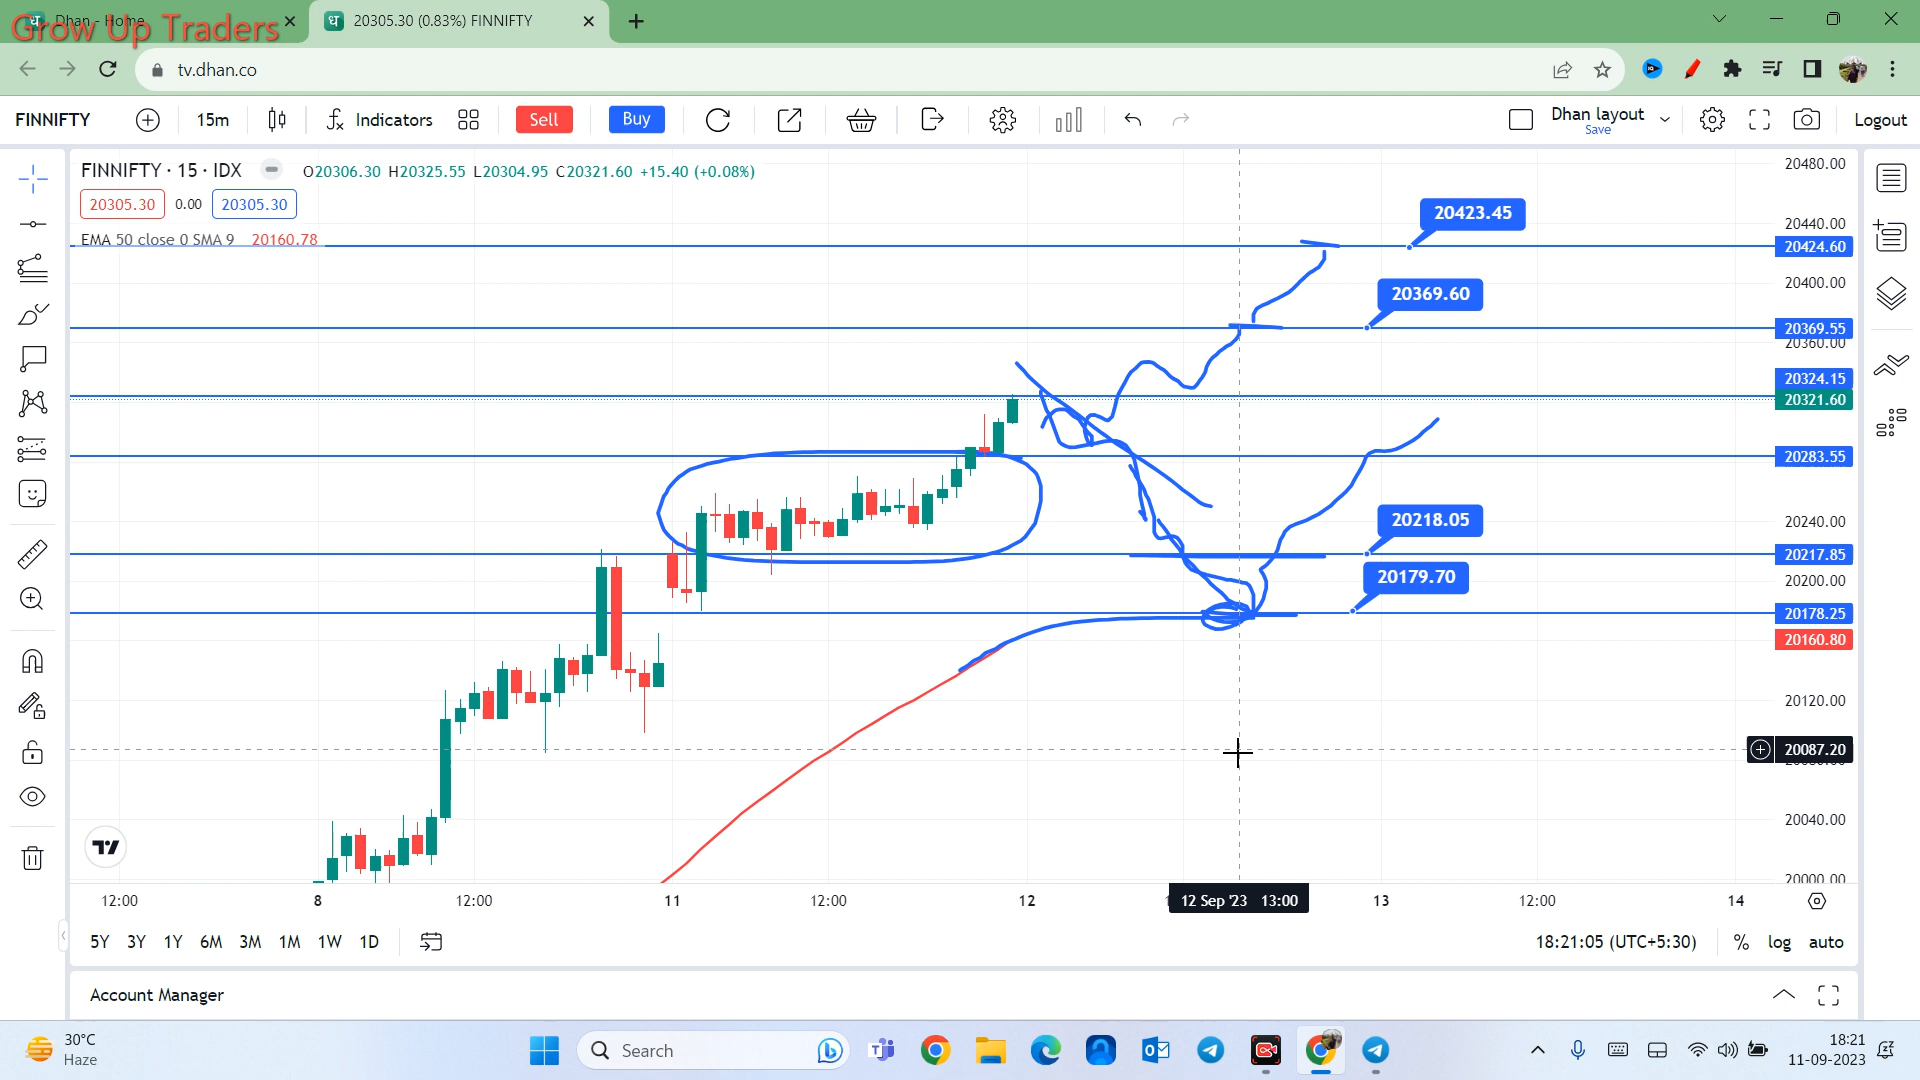 Grow Up Traders
Dhan - Home
20305.30 (0.83%) FINNIFTY
tv.dhan.co
FINNIFTY
15m
Indicators
Sell
Buy
Dhan layout
Save
Logout
FINNIFTY · 15 · IDX
O20306.30 H20325.55 L20304.95 C20321.60 +15.40 (+0.08%)
20305.30
0.00
20305.30
EMA 50 close 0 SMA 9 20160.78
20423.45
20369.60
20218.05
20179.70
20480.00
20440.00
20424.60
20400.00
20369.55
20360.00
20324.15
20321.60
20283.55
20240.00
20217.85
20200.00
20178.25
20160.80
20120.00
20087.20
20040.00
20000.00
12:00
8
12:00
11
12:00
12
12 Sep '23 13:00
13
12:00
14
5Y 3Y 1Y 6M 3M 1M 1W 1D
18:21:05 (UTC+5:30)
%
log
auto
Account Manager
30°C
Haze
Search
18:21
11-09-2023